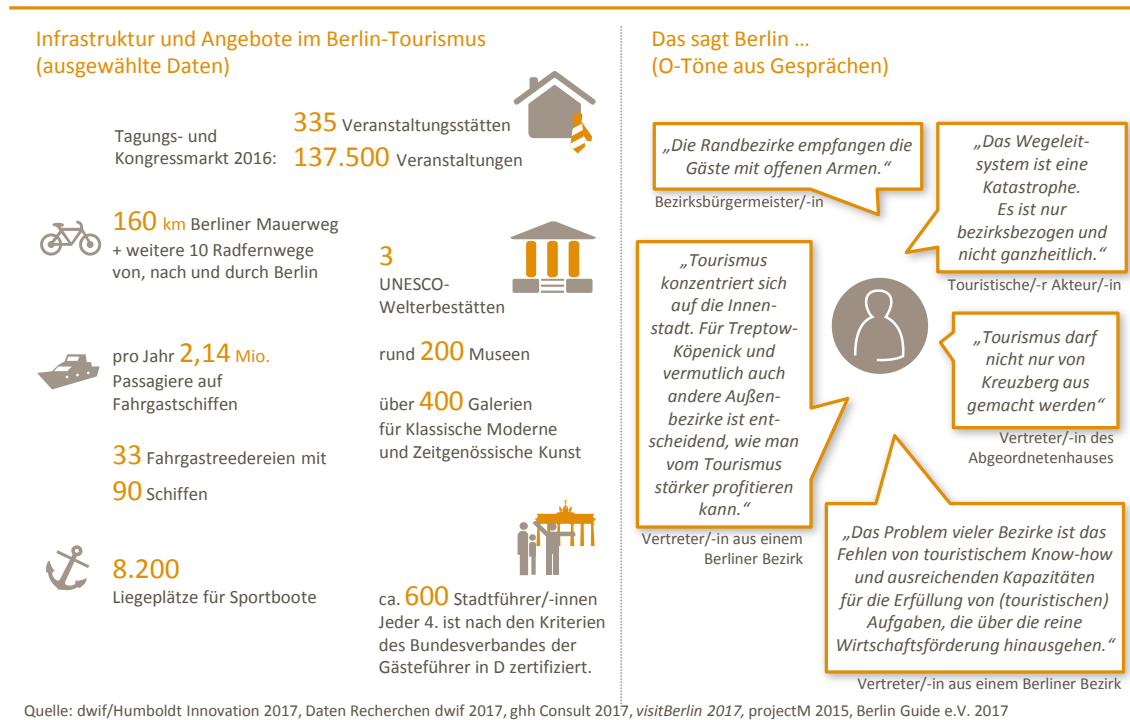 Infrastruktur und Angebote im Berlin-Tourismus
(ausgewählte Daten)
Tagungs- und
Kongressmarkt 2016:
335 Veranstaltungsstätten
137.500 Veranstaltungen
160 km Berliner Mauerweg
+ weitere 10 Radfernwege
von, nach und durch Berlin
3
UNESCO-
Welterbestätten
pro Jahr 2,14 Mio.
Passagiere auf
Fahrgastschiffen
rund 200 Museen
über 400 Galerien
für Klassische Moderne
und Zeitgenössische Kunst
33 Fahrgastreedereien mit
90 Schiffen
8.200
Liegeplätze für Sportboote
ca. 600 Stadtführer/-innen
Jeder 4. ist nach den Kriterien
des Bundesverbandes der
Gästeführer in D zertifiziert.
Das sagt Berlin …
(O-Töne aus Gesprächen)
„Die Randbezirke empfangen die
Gäste mit offenen Armen.“
Bezirksbürgermeister/-in
„Das Wegeleit-
system ist eine
Katastrophe.
Es ist nur
bezirksbezogen und
nicht ganzheitlich.“
Touristische/-r Akteur/-in
„Tourismus
konzentriert sich
auf die Innen-
stadt. Für Treptow-
Köpenick und
vermutlich auch
andere Außen-
bezirke ist ent-
scheidend, wie man
vom Tourismus
stärker profitieren
kann.“
Vertreter/-in aus einem
Berliner Bezirk
„Tourismus darf
nicht nur von
Kreuzberg aus
gemacht werden“
Vertreter/-in des
Abgeordnetenhauses
„Das Problem vieler Bezirke ist das
Fehlen von touristischem Know-how
und ausreichenden Kapazitäten
für die Erfüllung von (touristischen)
Aufgaben, die über die reine
Wirtschaftsförderung hinausgehen.“
Vertreter/-in aus einem Berliner Bezirk
Quelle: dwif/Humboldt Innovation 2017, Daten Recherchen dwif 2017, ghh Consult 2017, visitBerlin 2017, projectM 2015, Berlin Guide e.V. 2017